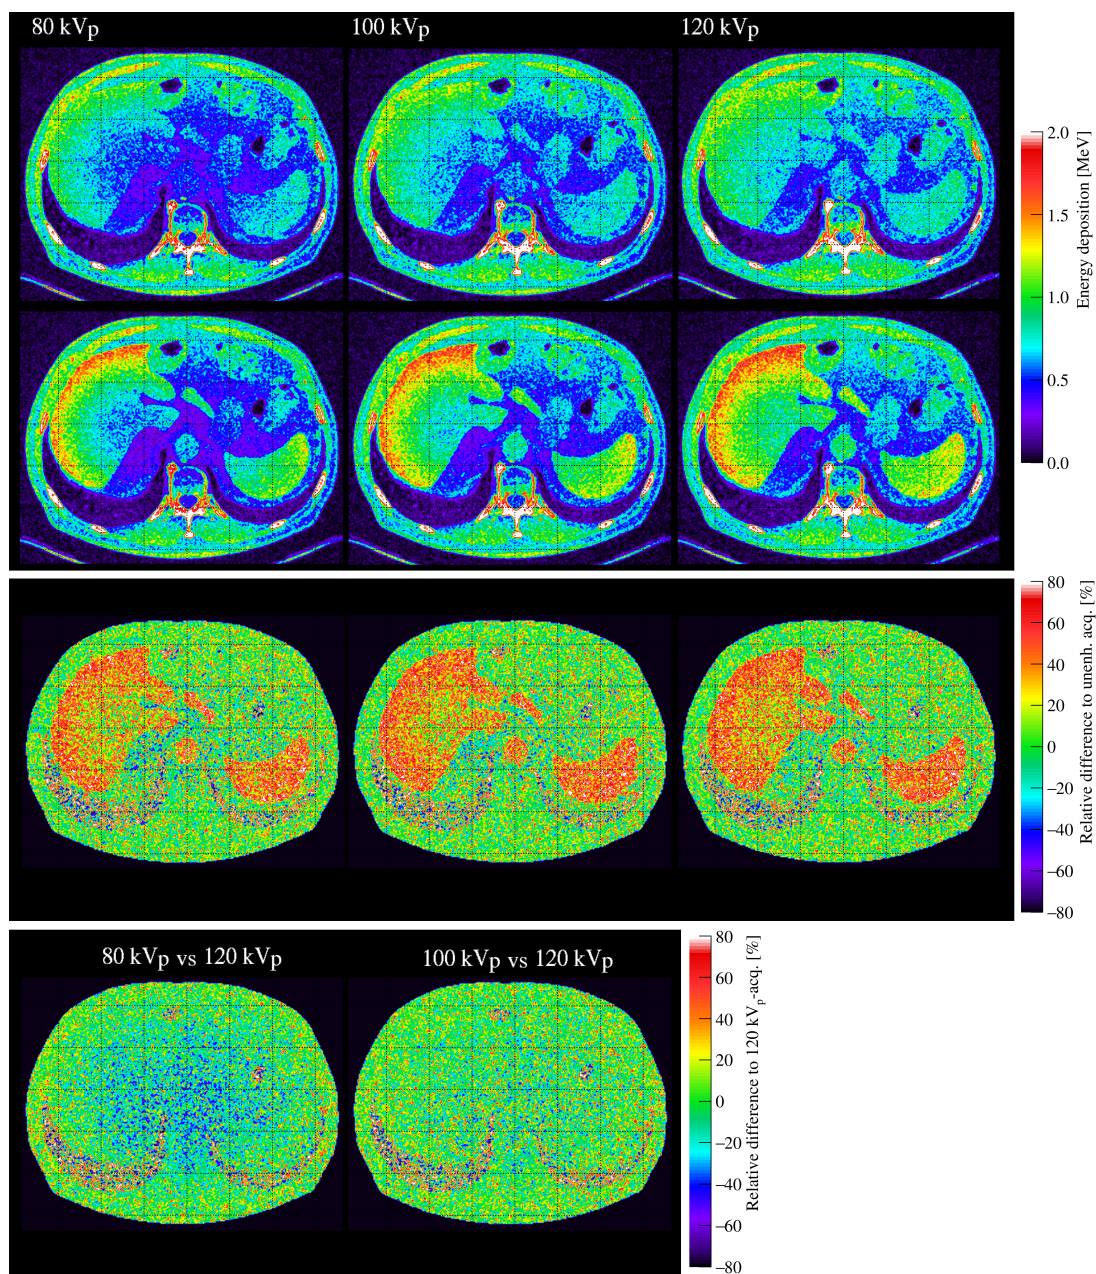 80 kVp
100 kVp
120 kVp
2.0
1.5
1.0
0.5
0.0
Energy deposition [MeV]
80
60
40
20
0
−20
−40
−60
−80
Relative difference to unenh. acq. [%]
80 kVp vs 120 kVp
100 kVp vs 120 kVp
80
60
40
20
0
−20
−40
−60
−80
Relative difference to 120 kVp-acq. [%]